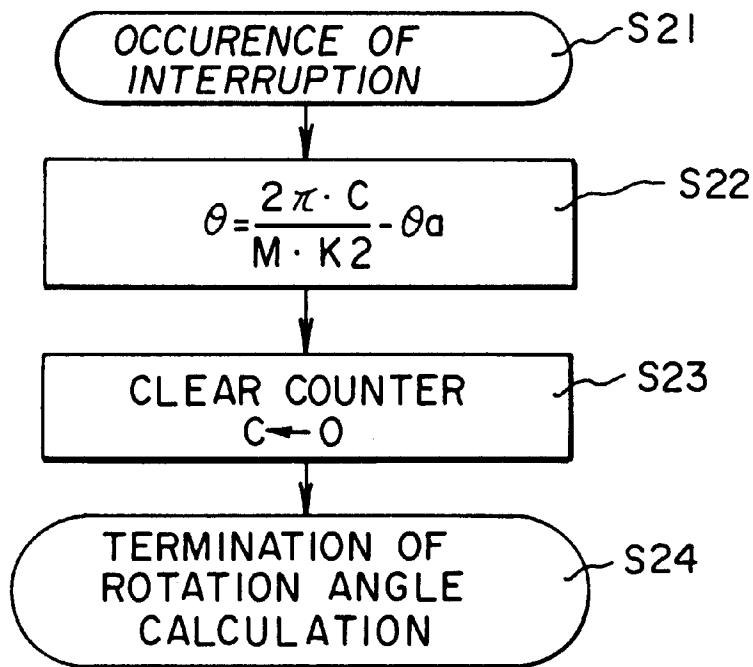 OCCURENCE OF
INTERRUPTION
S21
θ = 2π · C / M · K2 - θa
S22
CLEAR COUNTER
C ← 0
S23
TERMINATION OF
ROTATION ANGLE
CALCULATION
S24